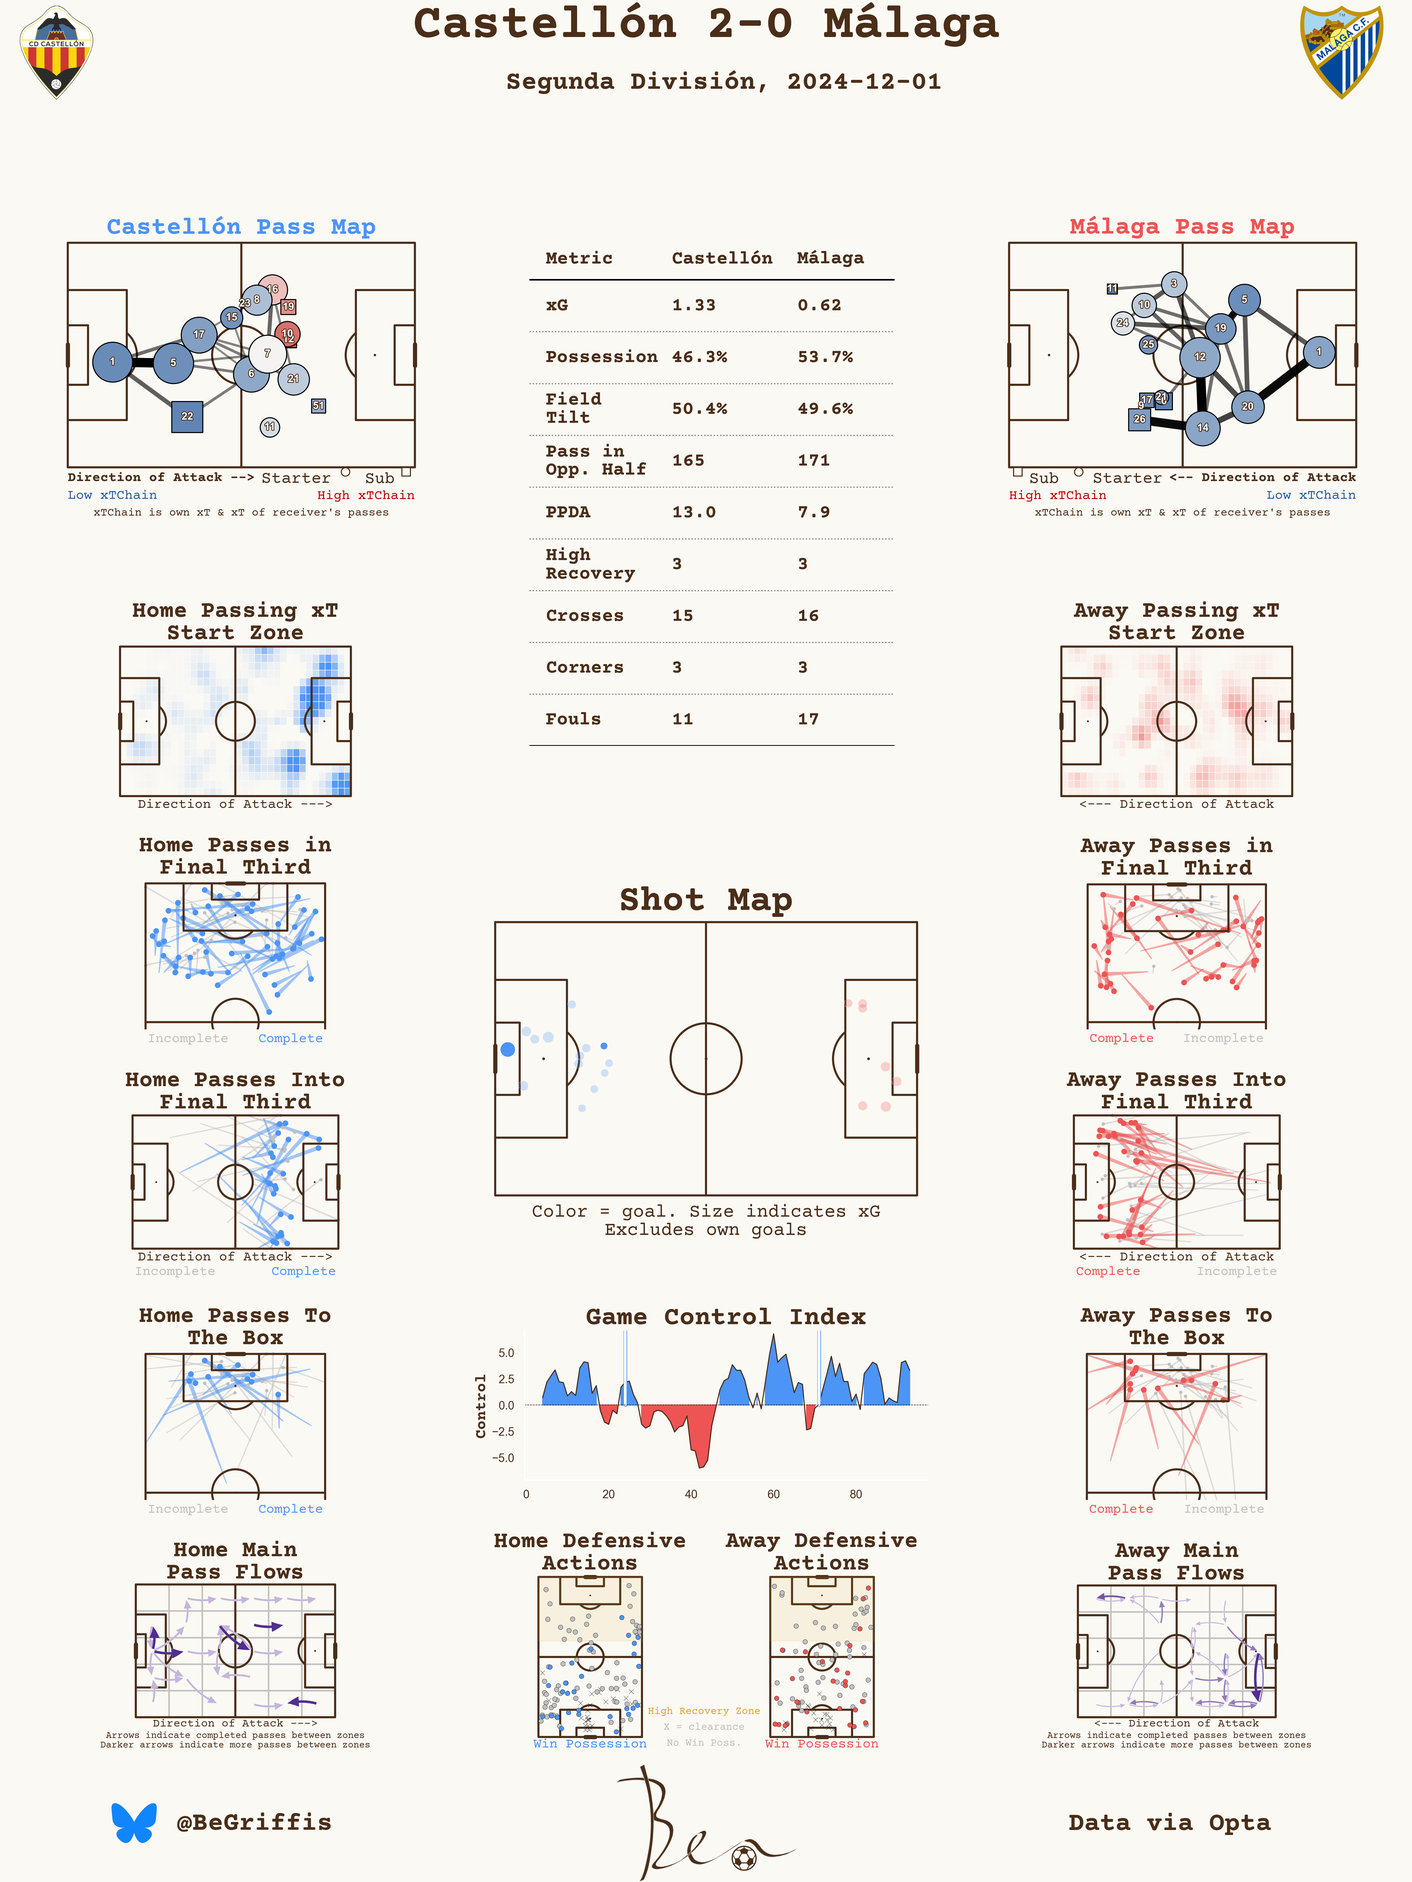 Castellón 2-0 Málaga
Segunda División, 2024-12-01
CD CASTELLÓN
MALAGA C.F.
Castellón Pass Map
16
8
23
19
15
10
12
17
7
1
5
6
21
22
51
11
Direction of Attack --> Starter Sub
Low xTChain High xTChain
xTChain is own xT & xT of receiver's passes
Metric Castellón Málaga
xG 1.33 0.62
Possession 46.3% 53.7%
Field
Tilt 50.4% 49.6%
Pass in
Opp. Half 165 171
PPDA 13.0 7.9
High
Recovery 3 3
Crosses 15 16
Corners 3 3
Fouls 11 17
Málaga Pass Map
11
3
10
5
24
19
25
12
1
17
21
9
20
26
14
Sub Starter <-- Direction of Attack
High xTChain Low xTChain
xTChain is own xT & xT of receiver's passes
Home Passing xT
Start Zone
Direction of Attack --->
Away Passing xT
Start Zone
<--- Direction of Attack
Home Passes in
Final Third
Incomplete Complete
Away Passes in
Final Third
Complete Incomplete
Shot Map
Color = goal. Size indicates xG
Excludes own goals
Home Passes Into
Final Third
Direction of Attack --->
Incomplete Complete
Away Passes Into
Final Third
<--- Direction of Attack
Complete Incomplete
Home Passes To
The Box
Incomplete Complete
Game Control Index
Control
5.0
2.5
0.0
−2.5
−5.0
0 20 40 60 80
Away Passes To
The Box
Complete Incomplete
Home Main
Pass Flows
Direction of Attack --->
Arrows indicate completed passes between zones
Darker arrows indicate more passes between zones
Home Defensive
Actions
Win Possession
Away Defensive
Actions
Win Possession
High Recovery Zone
X = clearance
No Win Poss.
Away Main
Pass Flows
<--- Direction of Attack
Arrows indicate completed passes between zones
Darker arrows indicate more passes between zones
@BeGriffis
Ben
Data via Opta